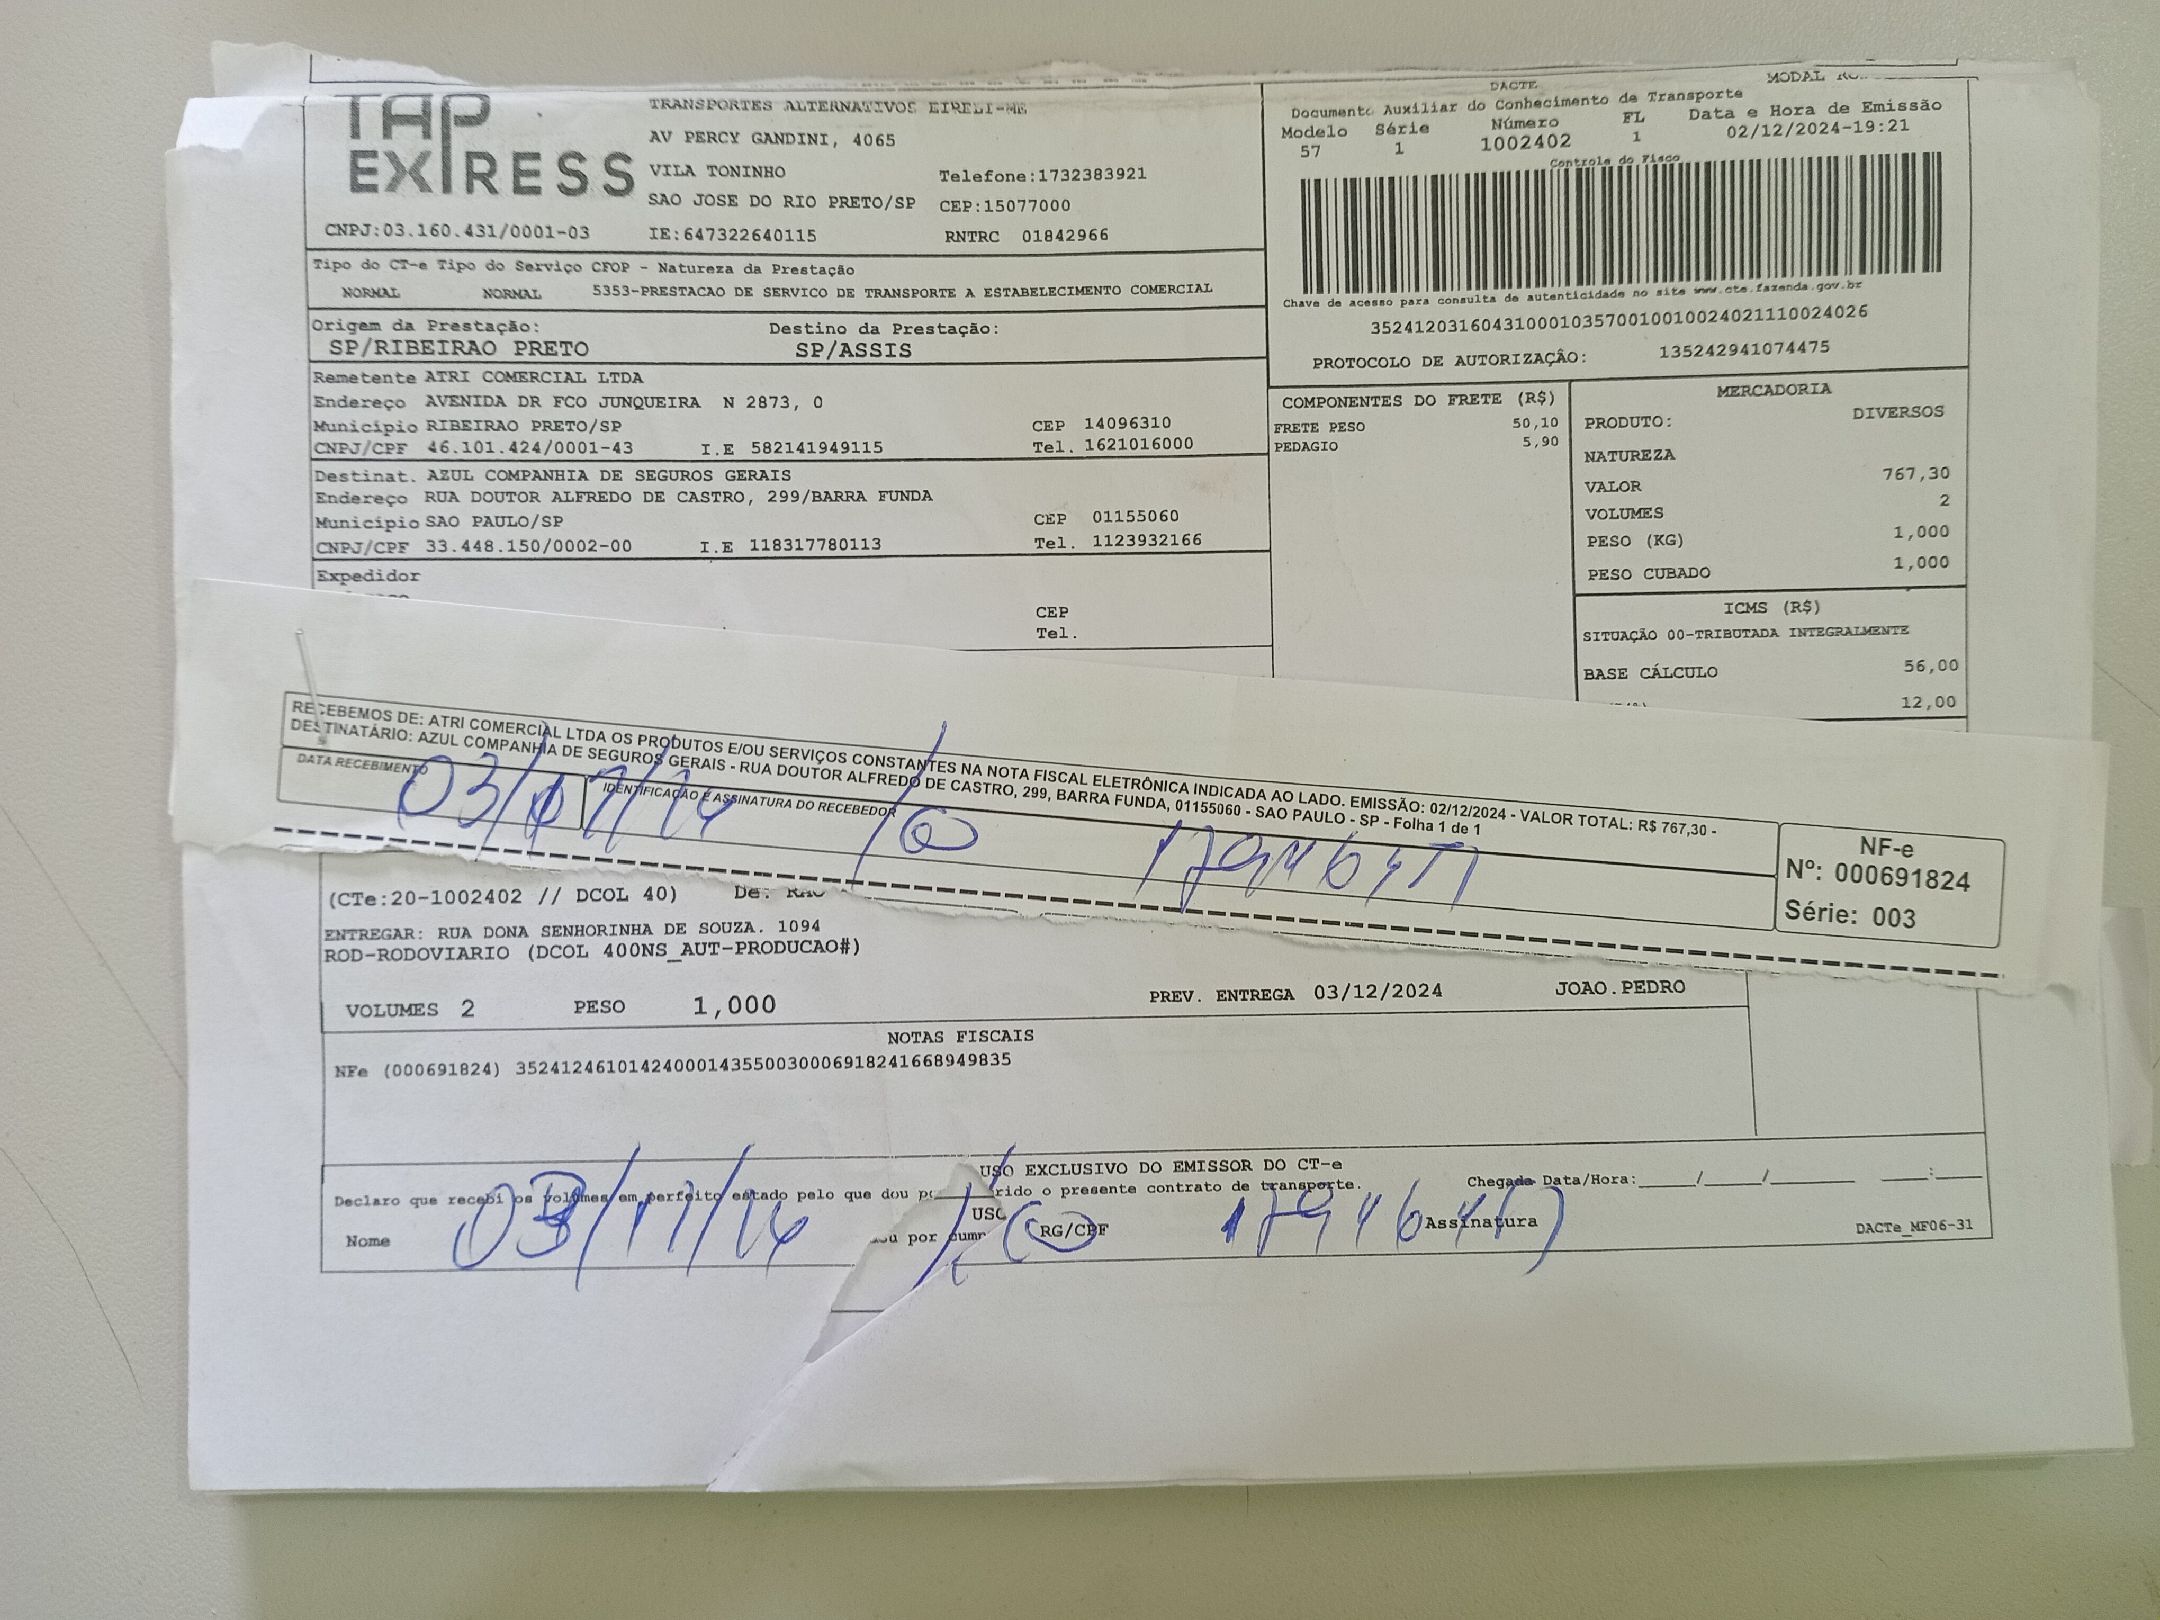 TAP EXPRESS
TRANSPORTES ALTERNATIVOS EIRELI-ME
AV PERCY GANDINI, 4065
VILA TONINHO Telefone:1732383921
SAO JOSE DO RIO PRETO/SP CEP:15077000
CNPJ:03.160.431/0001-03 IE:647322640115 RNTRC 01842966
DACTE MODAL
Documento Auxiliar do Conhecimento de Transporte
Modelo Série Número FL Data e Hora de Emissão
57 1 1002402 1 02/12/2024-19:21
Controle do Fisco
Chave de acesso para consulta de autenticidade no site www.cte.fazenda.gov.br
35241203160431000103570010010024021110024026
PROTOCOLO DE AUTORIZAÇÃO: 135242941074475
Tipo do CT-e Tipo do Serviço CFOP - Natureza da Prestação
NORMAL NORMAL 5353-PRESTACAO DE SERVICO DE TRANSPORTE A ESTABELECIMENTO COMERCIAL
Origem da Prestação: Destino da Prestação:
SP/RIBEIRAO PRETO SP/ASSIS
Remetente ATRI COMERCIAL LTDA
Endereço AVENIDA DR FCO JUNQUEIRA N 2873, 0
Município RIBEIRAO PRETO/SP CEP 14096310
CNPJ/CPF 46.101.424/0001-43 I.E 582141949115 Tel. 1621016000
Destinat. AZUL COMPANHIA DE SEGUROS GERAIS
Endereço RUA DOUTOR ALFREDO DE CASTRO, 299/BARRA FUNDA
Município SAO PAULO/SP CEP 01155060
CNPJ/CPF 33.448.150/0002-00 I.E 118317780113 Tel. 1123932166
Expedidor
CEP
Tel.
COMPONENTES DO FRETE (R$)
FRETE PESO 50,10
PEDAGIO 5,90
MERCADORIA
PRODUTO: DIVERSOS
NATUREZA
VALOR 767,30
VOLUMES 2
PESO (KG) 1,000
PESO CUBADO 1,000
ICMS (R$)
SITUAÇÃO 00-TRIBUTADA INTEGRALMENTE
BASE CÁLCULO 56,00
12,00
RECEBEMOS DE: ATRI COMERCIAL LTDA OS PRODUTOS E/OU SERVIÇOS CONSTANTES NA NOTA FISCAL ELETRÔNICA INDICADA AO LADO. EMISSÃO: 02/12/2024 - VALOR TOTAL: R$ 767,30 -
DESTINATÁRIO: AZUL COMPANHIA DE SEGUROS GERAIS - RUA DOUTOR ALFREDO DE CASTRO, 299, BARRA FUNDA, 01155060 - SAO PAULO - SP - Folha 1 de 1
DATA RECEBIMENTO IDENTIFICAÇÃO E ASSINATURA DO RECEBEDOR
NF-e
Nº: 000691824
Série: 003
(CTe:20-1002402 // DCOL 40) De:
ENTREGAR: RUA DONA SENHORINHA DE SOUZA. 1094
ROD-RODOVIARIO (DCOL 400NS_AUT-PRODUCAO#)
VOLUMES 2 PESO 1,000 PREV. ENTREGA 03/12/2024 JOAO.PEDRO
NOTAS FISCAIS
NFe (000691824) 35241246101424000143550030006918241668949835
USO EXCLUSIVO DO EMISSOR DO CT-e
Declaro que recebi os volumes em perfeito estado pelo que dou rido o presente contrato de transporte. Chegada Data/Hora:____/____/____ ____:____
Nome RG/CPF Assinatura DACTe_MF06-31